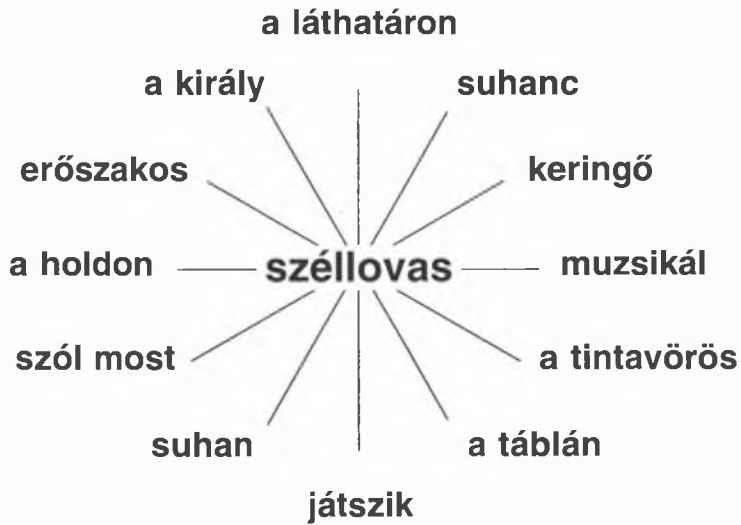 a láthatáron
a király
suhanc
erőszakos
keringő
a holdon
széllovas
muzsikál
szól most
a tintavörös
suhan
a táblán
játszik